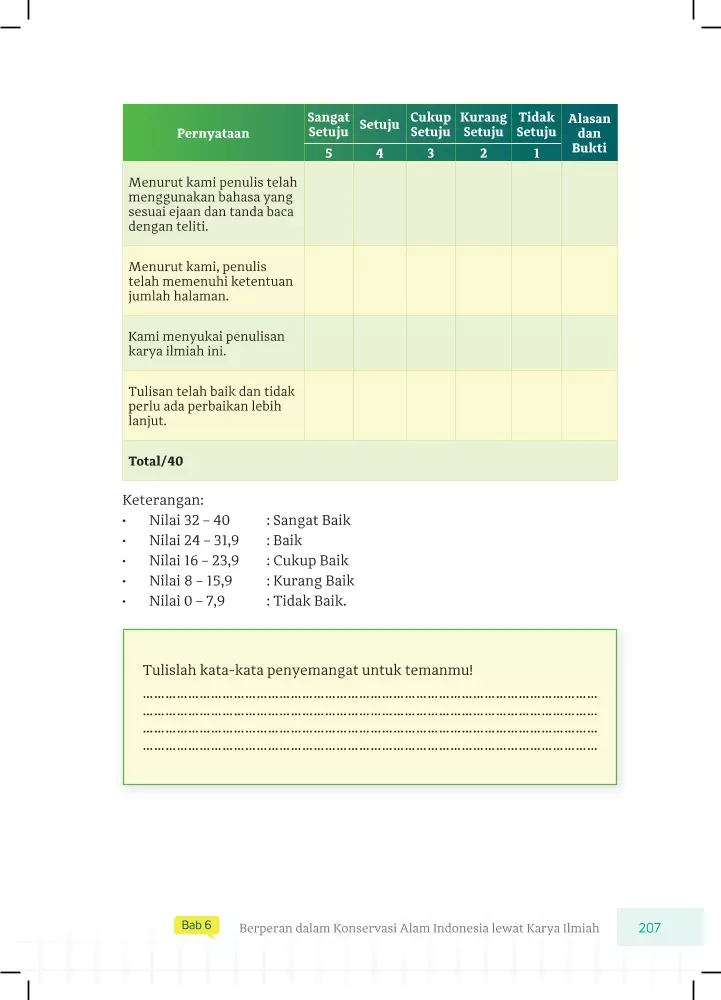 Pernyataan
Sangat Setuju
Setuju
Cukup Setuju
Kurang Setuju
Tidak Setuju
Alasan dan Bukti
5 4 3 2 1
Menurut kami penulis telah
menggunakan bahasa yang
sesuai ejaan dan tanda baca
dengan teliti.
Menurut kami, penulis
telah memenuhi ketentuan
jumlah halaman.
Kami menyukai penulisan
karya ilmiah ini.
Tulisan telah baik dan tidak
perlu ada perbaikan lebih
lanjut.
Total/40
Keterangan:
• Nilai 32 – 40 : Sangat Baik
• Nilai 24 – 31,9 : Baik
• Nilai 16 – 23,9 : Cukup Baik
• Nilai 8 – 15,9 : Kurang Baik
• Nilai 0 – 7,9 : Tidak Baik.
Tulislah kata-kata penyemangat untuk temanmu!
Bab 6 Berperan dalam Konservasi Alam Indonesia lewat Karya Ilmiah 207